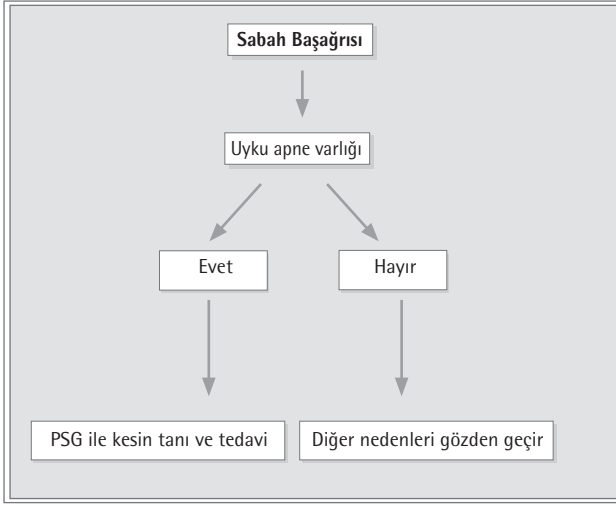 Sabah Başağrısı
Uyku apne varlığı
Evet
Hayır
PSG ile kesin tanı ve tedavi
Diğer nedenleri gözden geçir